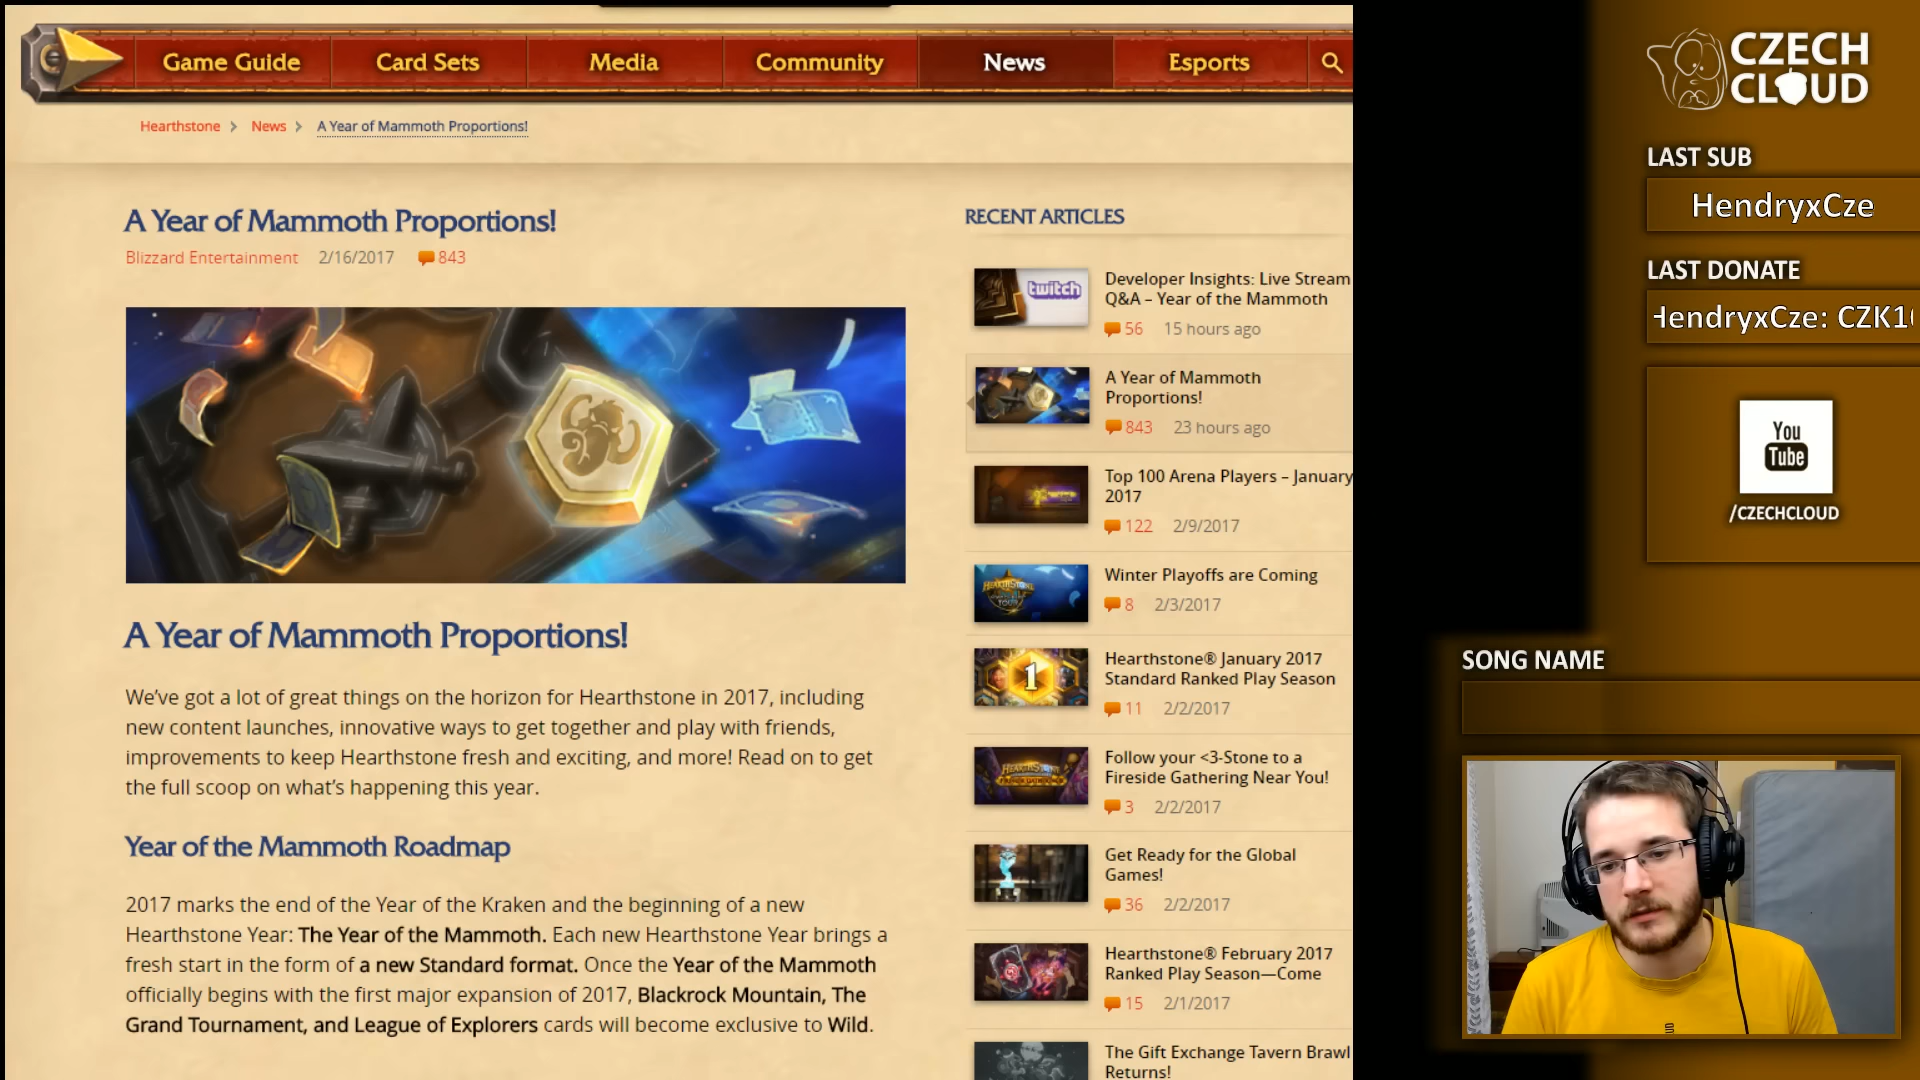 Game Guide
Card Sets
Media
Community
News
Esports
Hearthstone > News > A Year of Mammoth Proportions!
A Year of Mammoth Proportions!
Blizzard Entertainment 2/16/2017 843
A Year of Mammoth Proportions!
We’ve got a lot of great things on the horizon for Hearthstone in 2017, including
new content launches, innovative ways to get together and play with friends,
improvements to keep Hearthstone fresh and exciting, and more! Read on to get
the full scoop on what’s happening this year.
Year of the Mammoth Roadmap
2017 marks the end of the Year of the Kraken and the beginning of a new
Hearthstone Year: The Year of the Mammoth. Each new Hearthstone Year brings a
fresh start in the form of a new Standard format. Once the Year of the Mammoth
officially begins with the first major expansion of 2017, Blackrock Mountain, The
Grand Tournament, and League of Explorers cards will become exclusive to Wild.
RECENT ARTICLES
twitch
Developer Insights: Live Stream
Q&A – Year of the Mammoth
56 15 hours ago
A Year of Mammoth
Proportions!
843 23 hours ago
Top 100 Arena Players – January
2017
122 2/9/2017
HEARTHSTONE
TOUR
Winter Playoffs are Coming
8 2/3/2017
1
Hearthstone® January 2017
Standard Ranked Play Season
11 2/2/2017
HEARTHSTONE
Follow your <3-Stone to a
Fireside Gathering Near You!
3 2/2/2017
Get Ready for the Global
Games!
36 2/2/2017
Hearthstone® February 2017
Ranked Play Season—Come
15 2/1/2017
The Gift Exchange Tavern Brawl
Returns!
CZECH
CLOUD
LAST SUB
HendryxCze
LAST DONATE
HendryxCze: CZK1
You
Tube
/CZECHCLOUD
SONG NAME